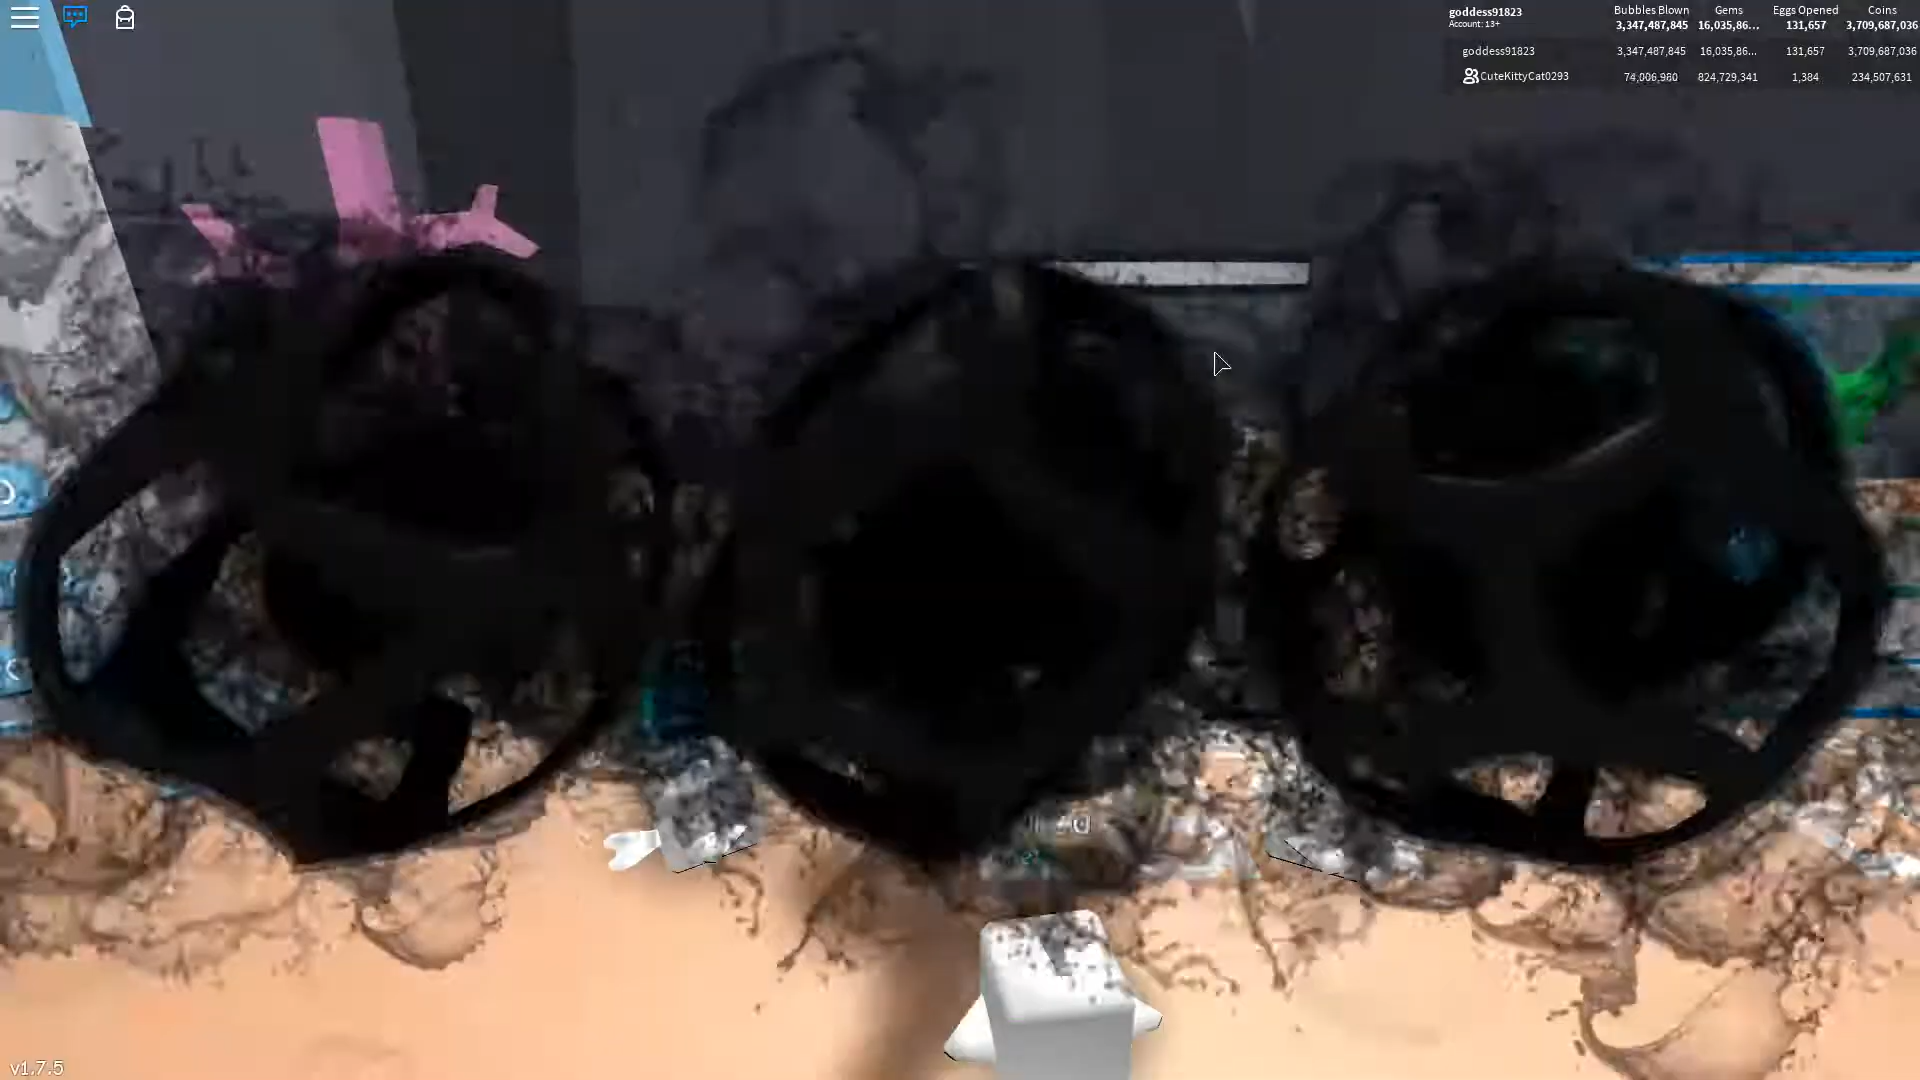 goddess91823
Account: 13+
Bubbles Blown Gems Eggs Opened Coins
3,347,487,845 16,035,86... 131,657 3,709,687,036
goddess91823 3,347,487,845 16,035,86... 131,657 3,709,687,036
CuteKittyCat0293 74,006,980 824,729,341 1,384 234,507,631
v1.7.5